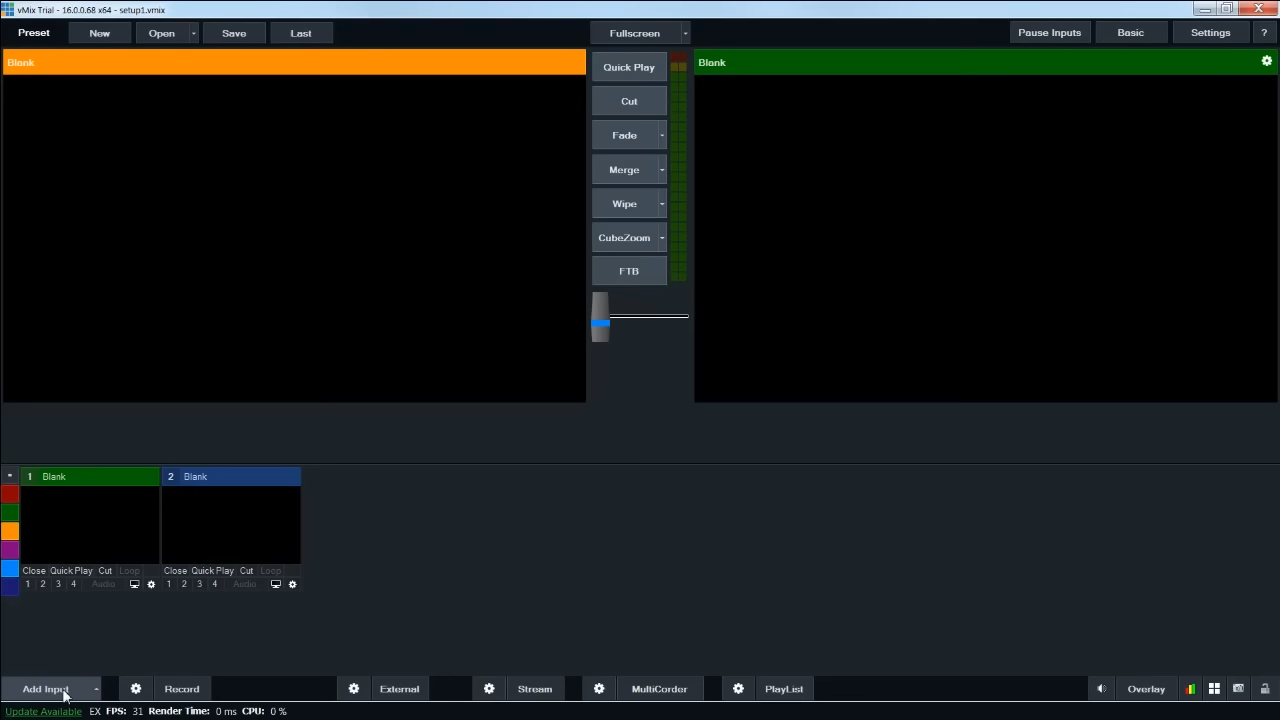 vMix Trial - 16.0.0.68 x64 - setup1.vmix
Preset New Open Save Last Fullscreen Pause Inputs Basic Settings ?
Blank
Quick Play
Cut
Fade
Merge
Wipe
CubeZoom
FTB
Blank
1 Blank 2 Blank
Close Quick Play Cut Loop Close Quick Play Cut Loop
1 2 3 4 Audio 1 2 3 4 Audio
Add Input Record External Stream MultiCorder PlayList Overlay
Update Available EX FPS: 31 Render Time: 0 ms CPU: 0 %